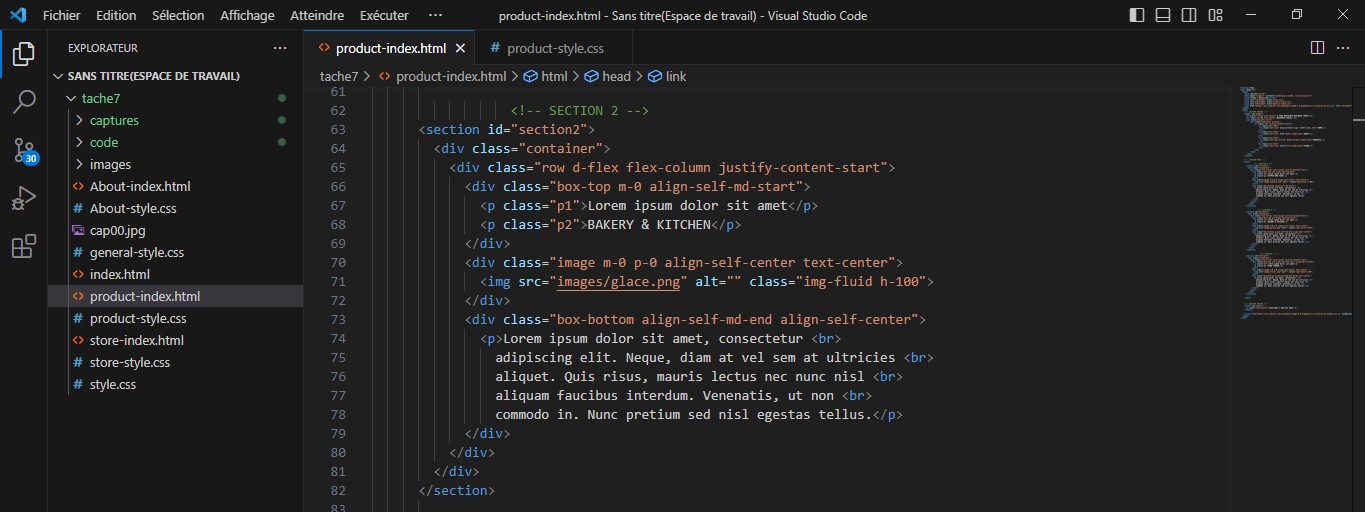 Fichier Edition Sélection Affichage Atteindre Exécuter ··· product-index.html - Sans titre(Espace de travail) - Visual Studio Code
EXPLORATEUR ···
SANS TITRE(ESPACE DE TRAVAIL)
tache7
captures
code
images
About-index.html
About-style.css
cap00.jpg
general-style.css
index.html
product-index.html
product-style.css
store-index.html
store-style.css
style.css
30
product-index.html product-style.css
tache7 > product-index.html > html > head > link
61
62 <!-- SECTION 2 -->
63 <section id="section2">
64 <div class="container">
65 <div class="row d-flex flex-column justify-content-start">
66 <div class="box-top m-0 align-self-md-start">
67 <p class="p1">Lorem ipsum dolor sit amet</p>
68 <p class="p2">BAKERY & KITCHEN</p>
69 </div>
70 <div class="image m-0 p-0 align-self-center text-center">
71 <img src="images/glace.png" alt="" class="img-fluid h-100">
72 </div>
73 <div class="box-bottom align-self-md-end align-self-center">
74 <p>Lorem ipsum dolor sit amet, consectetur <br>
75 adipiscing elit. Neque, diam at vel sem at ultricies <br>
76 aliquet. Quis risus, mauris lectus nec nunc nisl <br>
77 aliquam faucibus interdum. Venenatis, ut non <br>
78 commodo in. Nunc pretium sed nisl egestas tellus.</p>
79 </div>
80 </div>
81 </div>
82 </section>
83